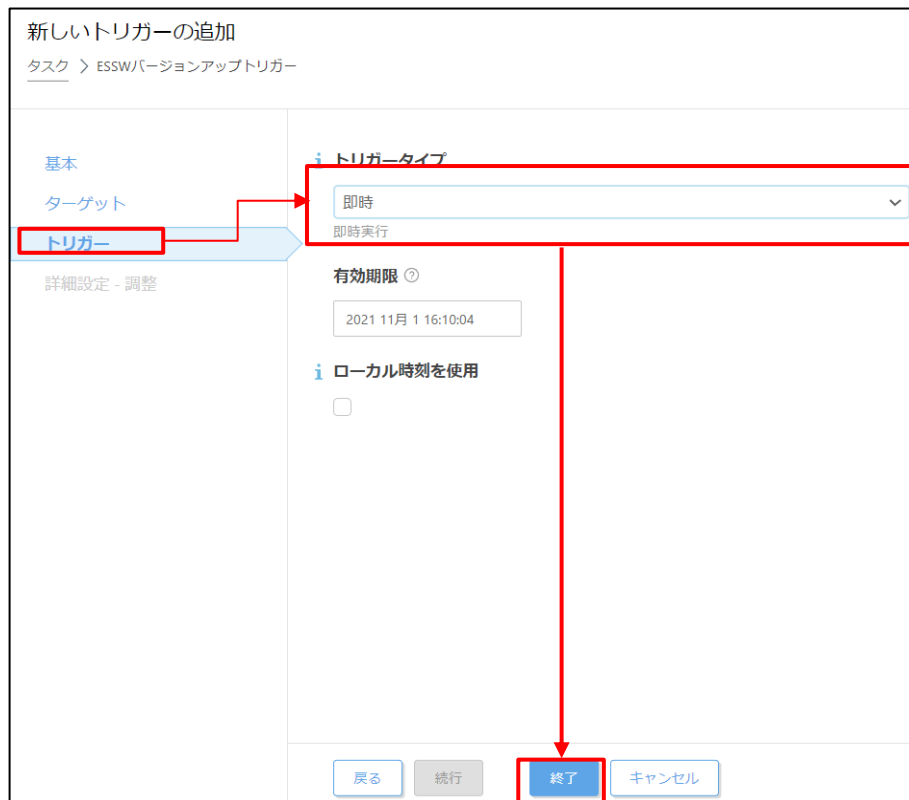 新しいトリガーの追加
タスク > ESSWバージョンアップトリガー
基本
ターゲット
トリガー
詳細設定 - 調整
i トリガータイプ
即時
即時実行
有効期限 ?
2021 11月 1 16:10:04
i ローカル時刻を使用
戻る 続行 終了 キャンセル